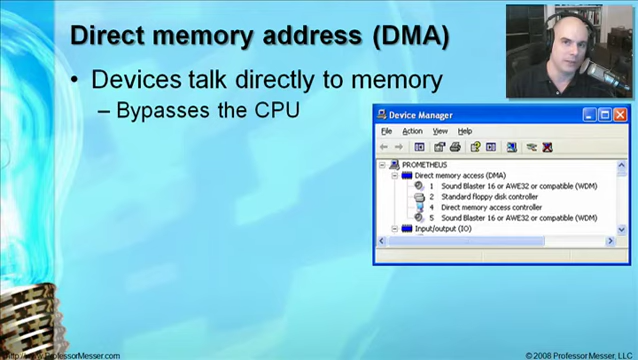 Direct memory address (DMA)
• Devices talk directly to memory
– Bypasses the CPU
Device Manager
File Action View Help
PROMETHEUS
Direct memory access (DMA)
1 Sound Blaster 16 or AWE32 or compatible (WDM)
2 Standard floppy disk controller
4 Direct memory access controller
5 Sound Blaster 16 or AWE32 or compatible (WDM)
Input/output (IO)
http://www.ProfessorMesser.com
© 2008 Professor Messer, LLC